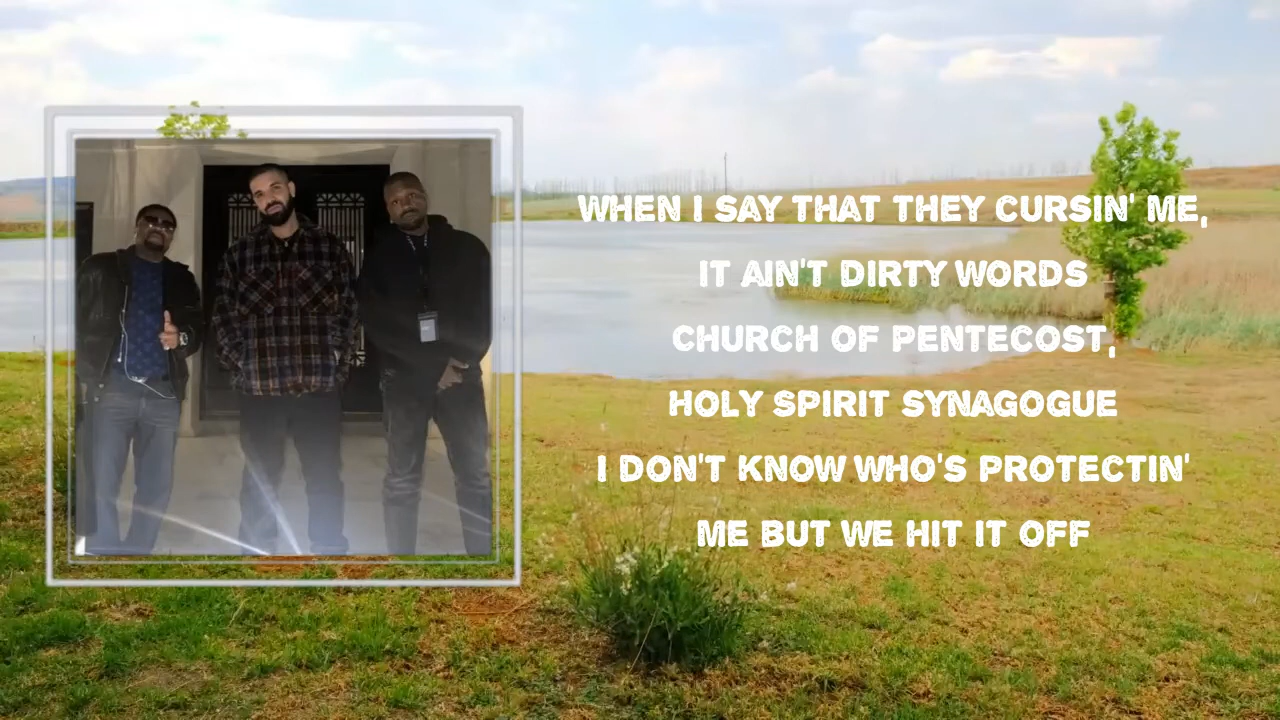 WHEN I SAY THAT THEY CURSIN' ME,
IT AIN'T DIRTY WORDS
CHURCH OF PENTECOST,
HOLY SPIRIT SYNAGOGUE
I DON'T KNOW WHO'S PROTECTIN'
ME BUT WE HIT IT OFF